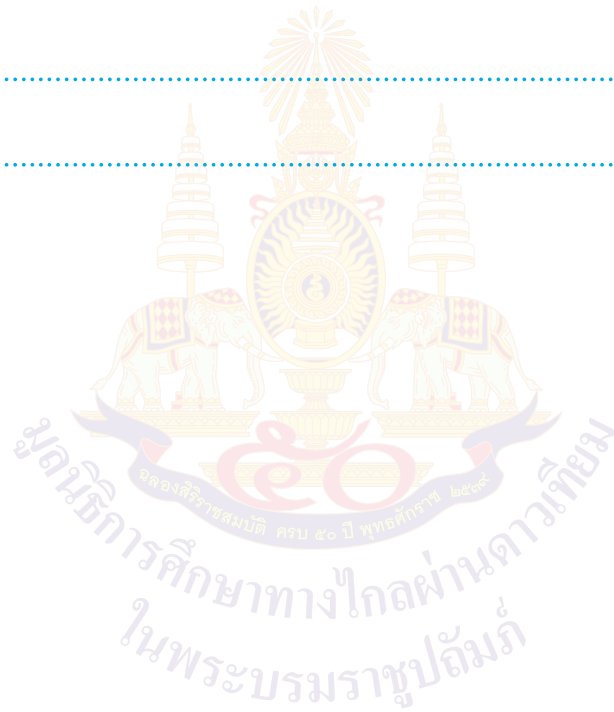 ๕๐
ฉลองสิริราชสมบัติ ครบ ๕๐ ปี พุทธศักราช ๒๕๓๙
มูลนิธิการศึกษาทางไกลผ่านดาวเทียม
ในพระบรมราชูปถัมภ์